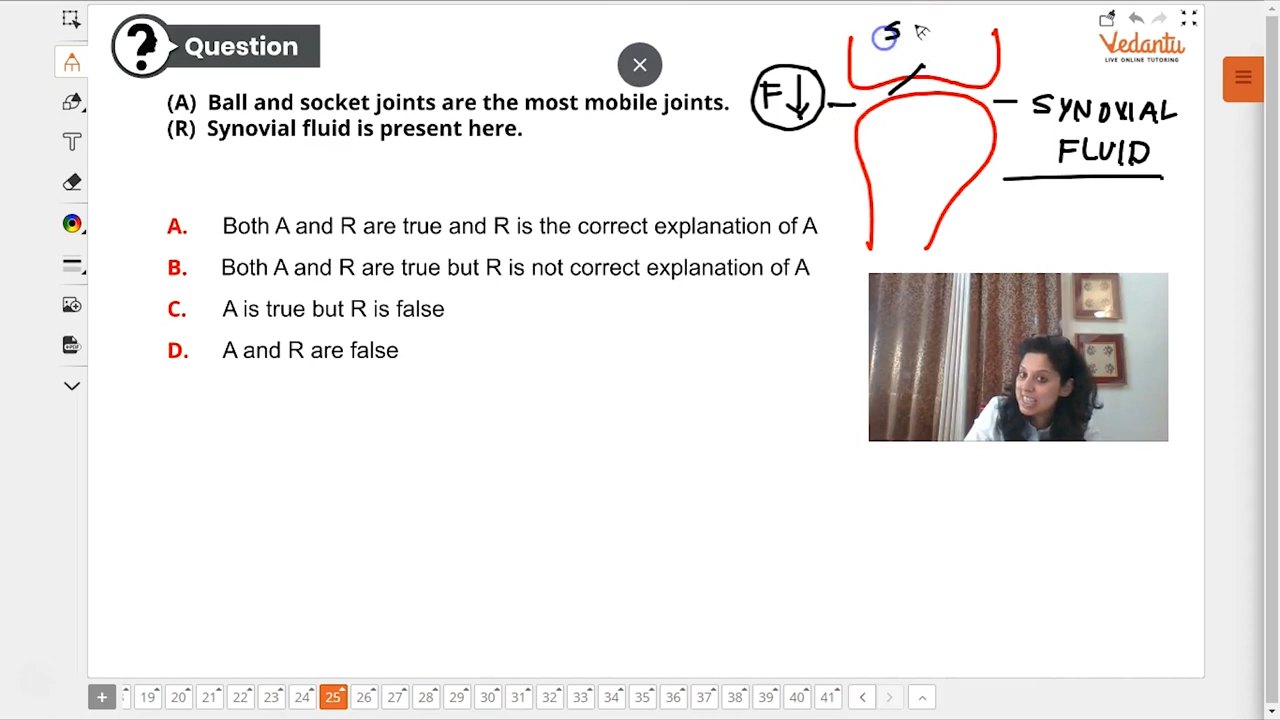 Question
Vedantu
LIVE ONLINE TUTORING
(A) Ball and socket joints are the most mobile joints.
(R) Synovial fluid is present here.
S
F↓
SYNOVIAL
FLUID
A. Both A and R are true and R is the correct explanation of A
B. Both A and R are true but R is not correct explanation of A
C. A is true but R is false
D. A and R are false
19 20 21 22 23 24 25 26 27 28 29 30 31 32 33 34 35 36 37 38 39 40 41